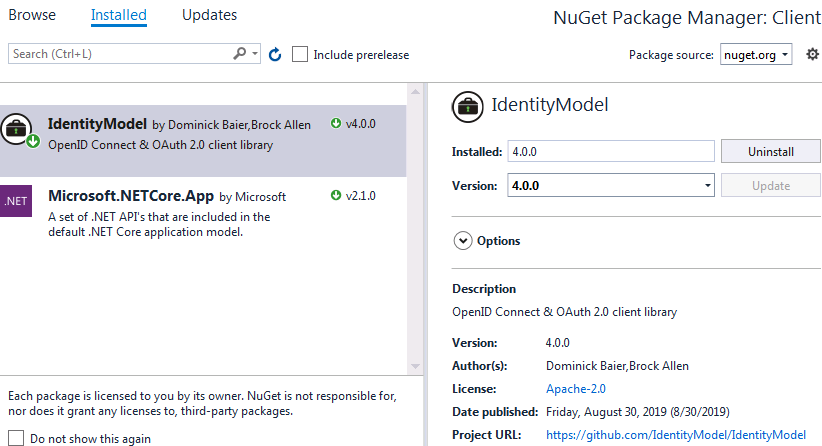 Browse Installed Updates
NuGet Package Manager: Client
Search (Ctrl+L)
Include prerelease
Package source: nuget.org
IdentityModel by Dominick Baier,Brock Allen v4.0.0
OpenID Connect & OAuth 2.0 client library
.NET
Microsoft.NETCore.App by Microsoft v2.1.0
A set of .NET API's that are included in the
default .NET Core application model.
Each package is licensed to you by its owner. NuGet is not responsible for,
nor does it grant any licenses to, third-party packages.
Do not show this again
IdentityModel
Installed: 4.0.0 Uninstall
Version: 4.0.0 Update
Options
Description
OpenID Connect & OAuth 2.0 client library
Version: 4.0.0
Author(s): Dominick Baier,Brock Allen
License: Apache-2.0
Date published: Friday, August 30, 2019 (8/30/2019)
Project URL: https://github.com/IdentityModel/IdentityModel